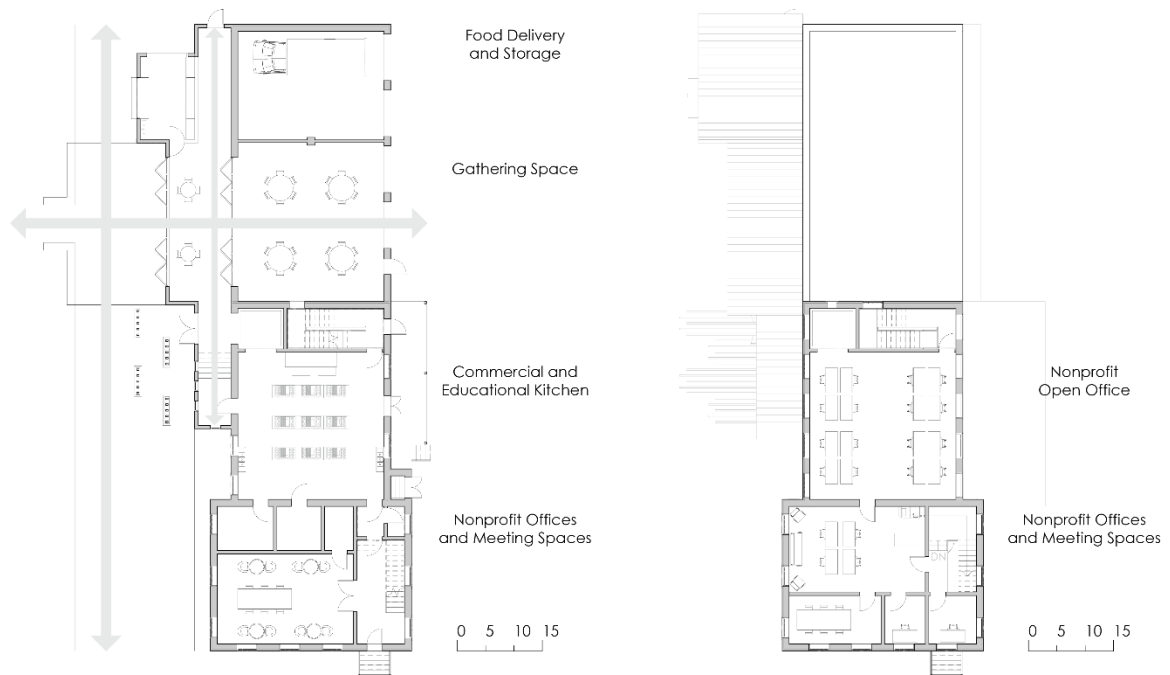 Food Delivery
and Storage
Gathering Space
Commercial and
Educational Kitchen
Nonprofit Offices
and Meeting Spaces
0 5 10 15
Nonprofit
Open Office
Nonprofit Offices
and Meeting Spaces
DN
0 5 10 15